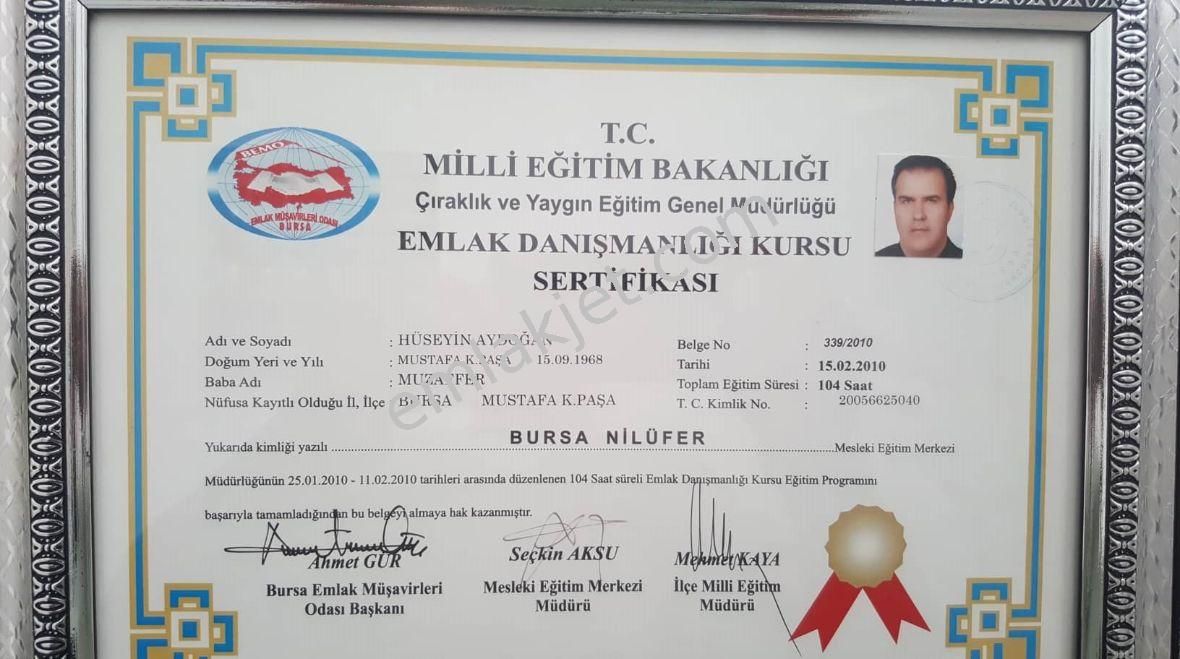 T.C.
MİLLİ EĞİTİM BAKANLIĞI
Çıraklık ve Yaygın Eğitim Genel Müdürlüğü
EMLAK DANIŞMANLIĞI KURSU
SERTİFİKASI
BEMO
EMLAK MÜŞAVİRLERİ ODASI
BURSA
emlakjet.com
Adı ve Soyadı : HÜSEYİN AYDOĞAN
Doğum Yeri ve Yılı : MUSTAFA K.PAŞA 15.09.1968
Baba Adı : MUZAFFER
Nüfusa Kayıtlı Olduğu İl, İlçe : BURSA MUSTAFA K.PAŞA
Belge No : 339/2010
Tarihi : 15.02.2010
Toplam Eğitim Süresi : 104 Saat
T. C. Kimlik No. : 20056625040
BURSA NİLÜFER
Yukarıda kimliği yazılı ........ Mesleki Eğitim Merkezi
Müdürlüğünün 25.01.2010 - 11.02.2010 tarihleri arasında düzenlenen 104 Saat süreli Emlak Danışmanlığı Kursu Eğitim Programını
başarıyla tamamladığından bu belgeyi almaya hak kazanmıştır.
Ahmet GÜR
Bursa Emlak Müşavirleri
Odası Başkanı
Seçkin AKSU
Mesleki Eğitim Merkezi
Müdürü
Mehmet KAYA
İlçe Milli Eğitim
Müdürü